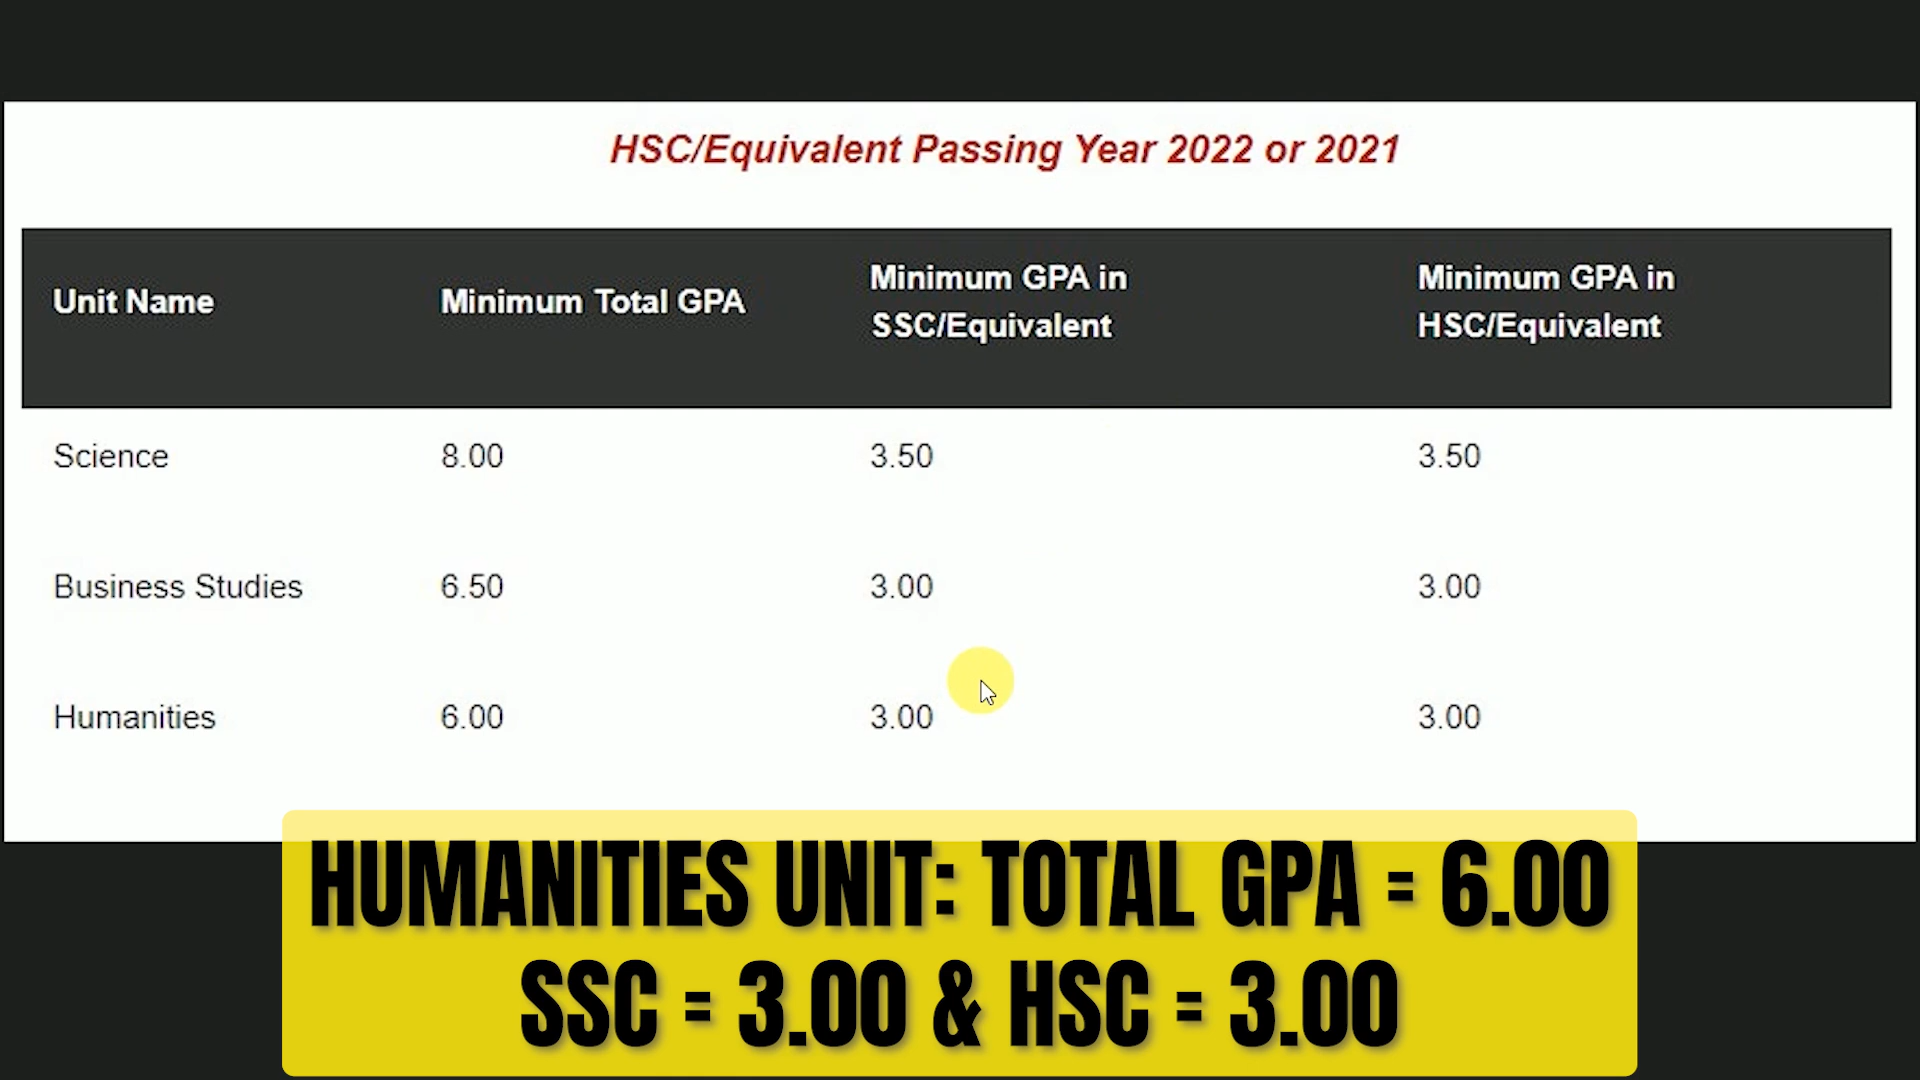 HSC/Equivalent Passing Year 2022 or 2021
Unit Name
Minimum Total GPA
Minimum GPA in
SSC/Equivalent
Minimum GPA in
HSC/Equivalent
Science 8.00 3.50 3.50
Business Studies 6.50 3.00 3.00
Humanities 6.00 3.00 3.00
HUMANITIES UNIT: TOTAL GPA = 6.00
SSC = 3.00 & HSC = 3.00